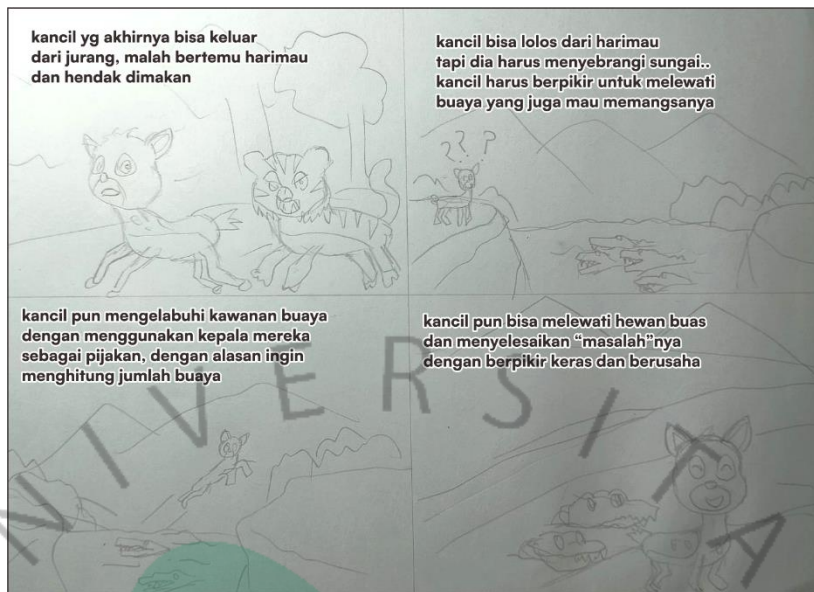 kancil yg akhirnya bisa keluar
dari jurang, malah bertemu harimau
dan hendak dimakan
kancil bisa lolos dari harimau
tapi dia harus menyebrangi sungai..
kancil harus berpikir untuk melewati
buaya yang juga mau memangsanya
???
kancil pun mengelabuhi kawanan buaya
dengan menggunakan kepala mereka
sebagai pijakan, dengan alasan ingin
menghitung jumlah buaya
kancil pun bisa melewati hewan buas
dan menyelesaikan “masalah”nya
dengan berpikir keras dan berusaha
NIVERSITA